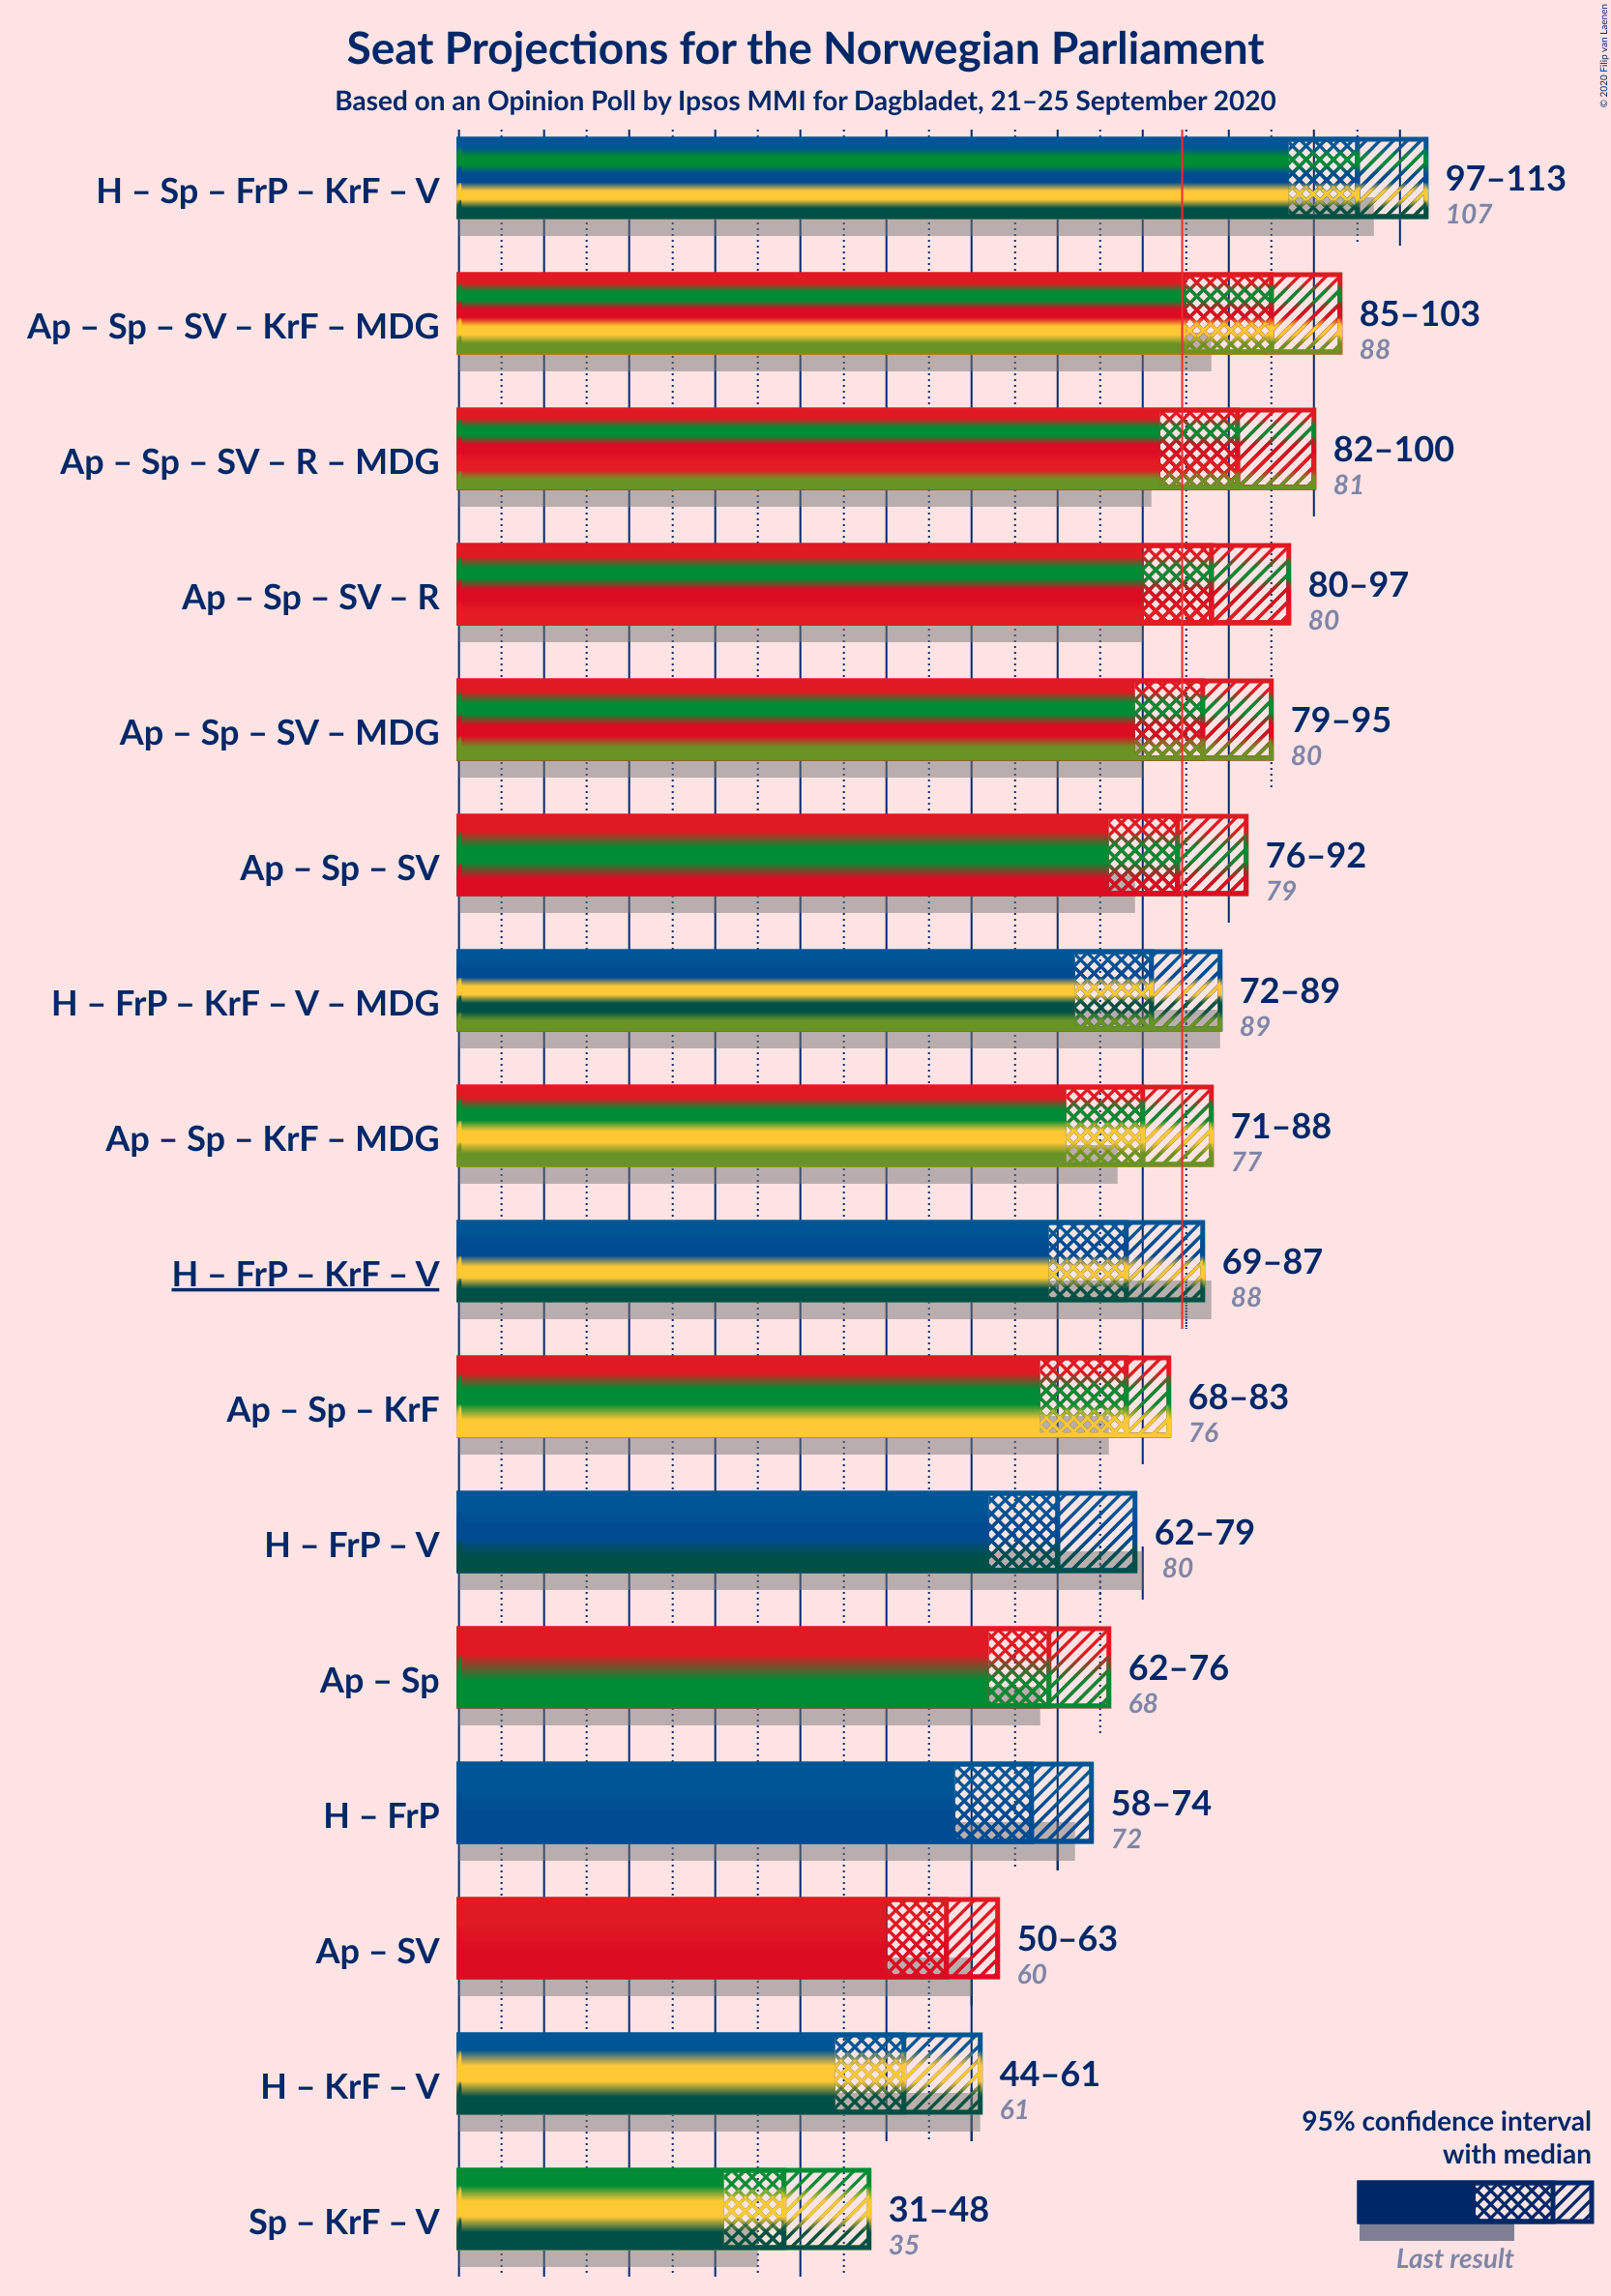 Seat Projections for the Norwegian Parliament
Based on an Opinion Poll by Ipsos MMI for Dagbladet, 21–25 September 2020
© 2020 Filip van Laenen
H – Sp – FrP – KrF – V
97–113
107
Ap – Sp – SV – KrF – MDG
85–103
88
Ap – Sp – SV – R – MDG
82–100
81
Ap – Sp – SV – R
80–97
80
Ap – Sp – SV – MDG
79–95
80
Ap – Sp – SV
76–92
79
H – FrP – KrF – V – MDG
72–89
89
Ap – Sp – KrF – MDG
71–88
77
H – FrP – KrF – V
69–87
88
Ap – Sp – KrF
68–83
76
H – FrP – V
62–79
80
Ap – Sp
62–76
68
H – FrP
58–74
72
Ap – SV
50–63
60
H – KrF – V
44–61
61
Sp – KrF – V
31–48
35
95% confidence interval
with median
Last result